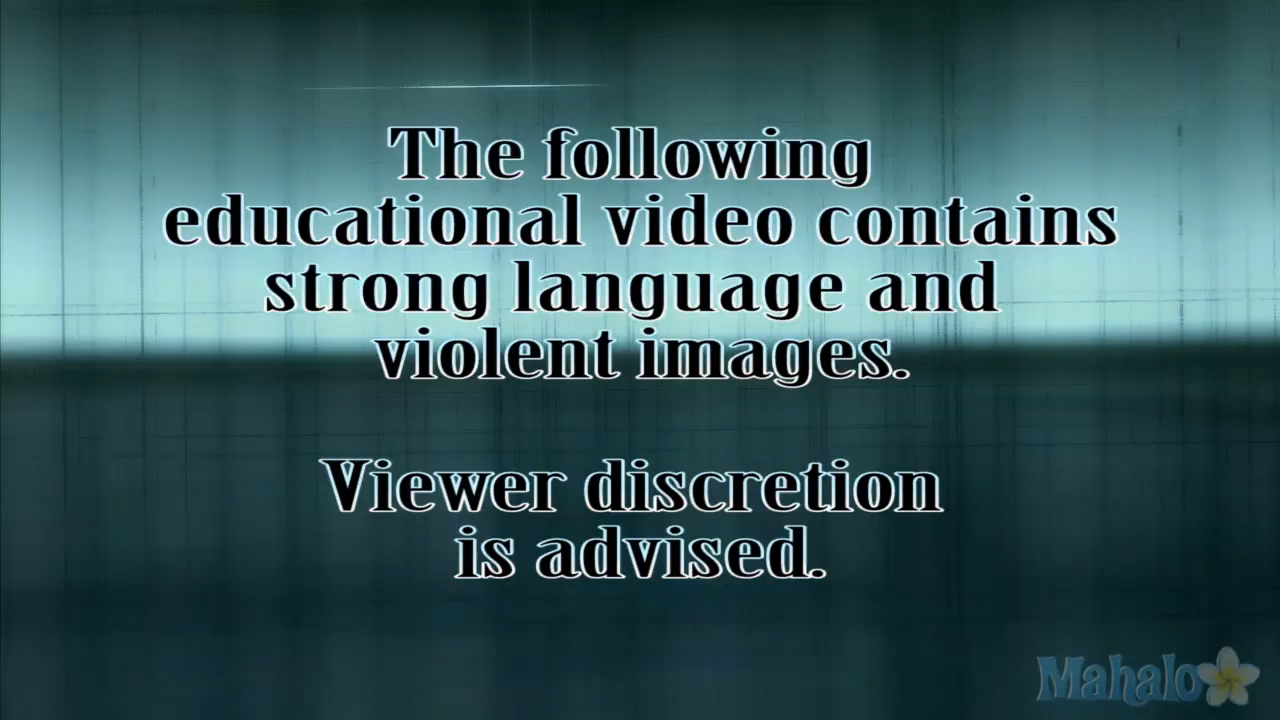 The following
educational video contains
strong language and
violent images.
Viewer discretion
is advised.
Mahalo